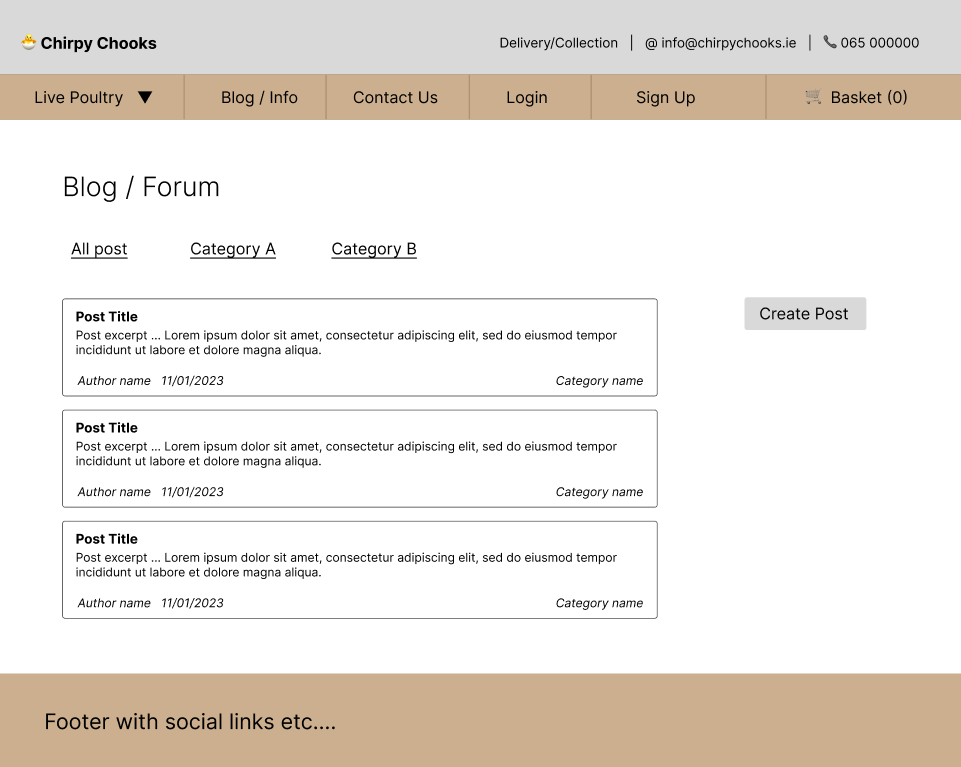 🐣 Chirpy Chooks
Delivery/Collection | @ info@chirpychooks.ie | 📞 065 000000
Live Poultry ▼ Blog / Info Contact Us Login Sign Up 🛒 Basket (0)
Blog / Forum
All post Category A Category B
Create Post
Post Title
Post excerpt ... Lorem ipsum dolor sit amet, consectetur adipiscing elit, sed do eiusmod tempor
incididunt ut labore et dolore magna aliqua.
Author name 11/01/2023 Category name
Post Title
Post excerpt ... Lorem ipsum dolor sit amet, consectetur adipiscing elit, sed do eiusmod tempor
incididunt ut labore et dolore magna aliqua.
Author name 11/01/2023 Category name
Post Title
Post excerpt ... Lorem ipsum dolor sit amet, consectetur adipiscing elit, sed do eiusmod tempor
incididunt ut labore et dolore magna aliqua.
Author name 11/01/2023 Category name
Footer with social links etc....